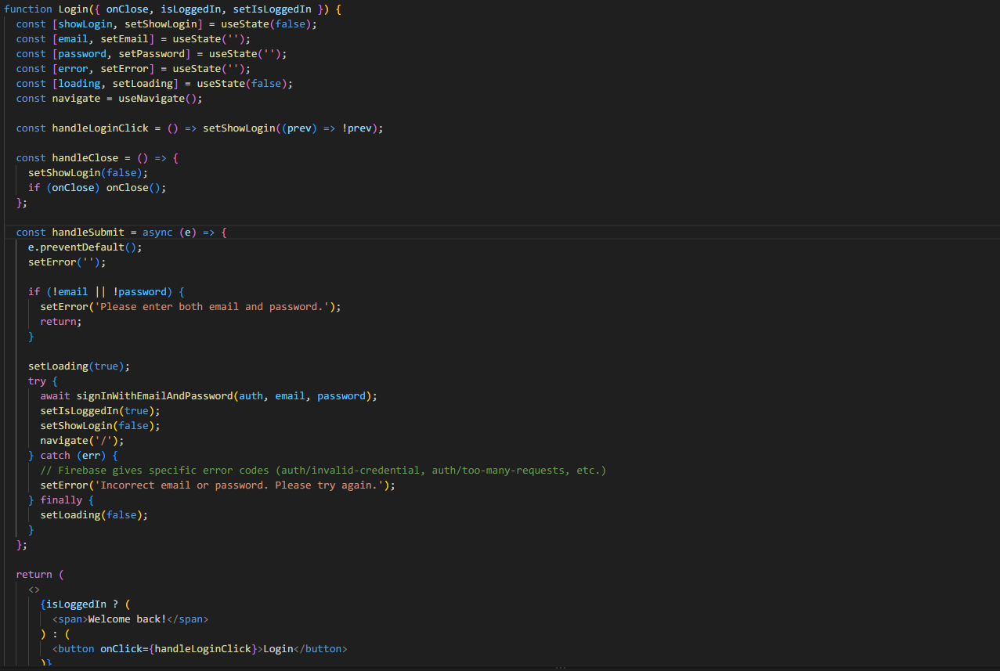 function Login({ onClose, isLoggedIn, setIsLoggedIn }) {
const [showLogin, setShowLogin] = useState(false);
const [email, setEmail] = useState('');
const [password, setPassword] = useState('');
const [error, setError] = useState('');
const [loading, setLoading] = useState(false);
const navigate = useNavigate();
const handleLoginClick = () => setShowLogin((prev) => !prev);
const handleClose = () => {
setShowLogin(false);
if (onClose) onClose();
};
const handleSubmit = async (e) => {
e.preventDefault();
setError('');
if (!email || !password) {
setError('Please enter both email and password.');
return;
}
setLoading(true);
try {
await signInWithEmailAndPassword(auth, email, password);
setIsLoggedIn(true);
setShowLogin(false);
navigate('/');
} catch (err) {
// Firebase gives specific error codes (auth/invalid-credential, auth/too-many-requests, etc.)
setError('Incorrect email or password. Please try again.');
} finally {
setLoading(false);
}
};
return (
<>
{isLoggedIn ? (
<span>Welcome back!</span>
) : (
<button onClick={handleLoginClick}>Login</button>
)}